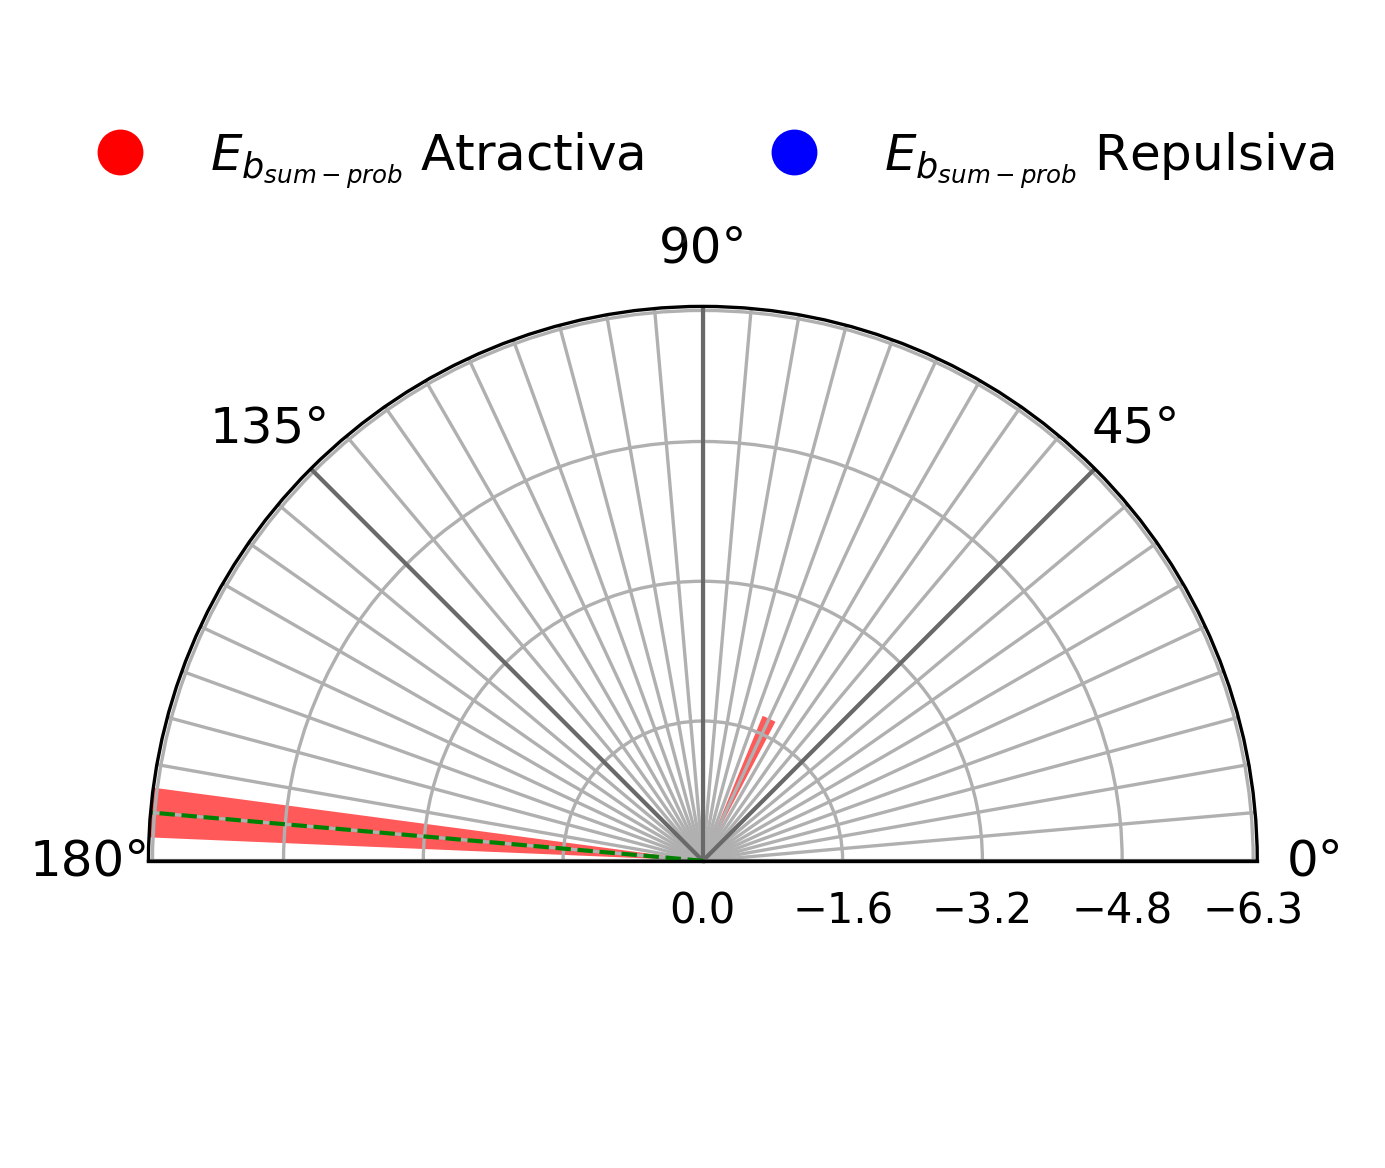 E_{b_{sum-prob}} Atractiva E_{b_{sum-prob}} Repulsiva
90°
135° 45°
180° 0°
0.0 −1.6 −3.2 −4.8 −6.3